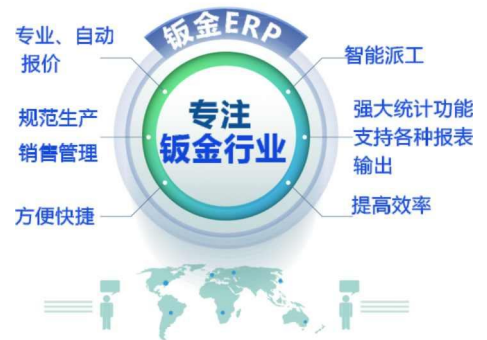 钣金ERP
专业、自动
报价
规范生产
销售管理
方便快捷
专注
钣金行业
智能派工
强大统计功能
支持各种报表
输出
提高效率